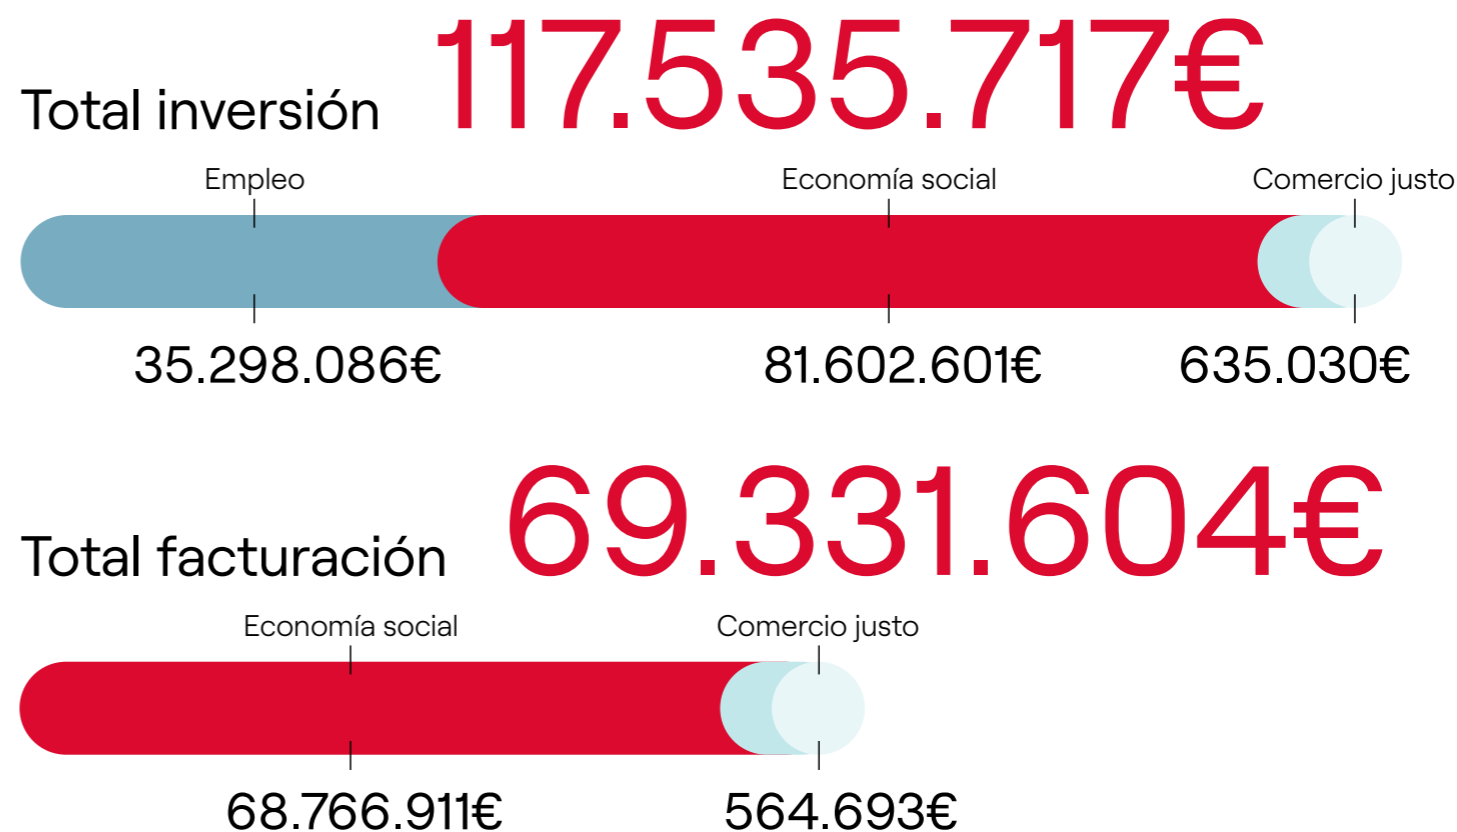 Total inversión 117.535.717€
Empleo Economía social Comercio justo
35.298.086€ 81.602.601€ 635.030€
Total facturación 69.331.604€
Economía social Comercio justo
68.766.911€ 564.693€